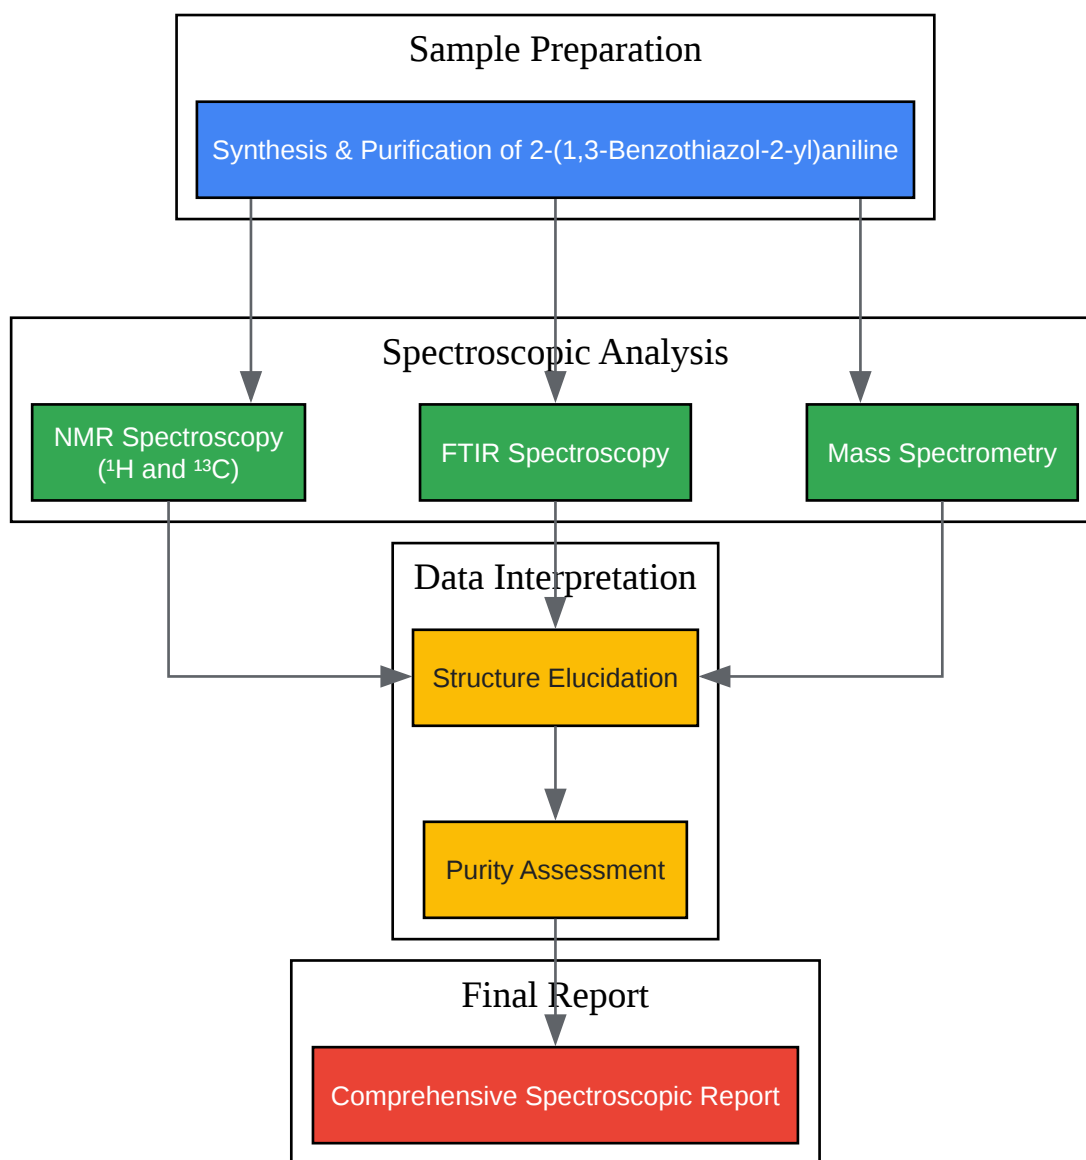 Sample Preparation
Synthesis & Purification of 2-(1,3-Benzothiazol-2-yl)aniline
Spectroscopic Analysis
NMR Spectroscopy
(¹H and ¹³C)
FTIR Spectroscopy
Mass Spectrometry
Data Interpretation
Structure Elucidation
Purity Assessment
Final Report
Comprehensive Spectroscopic Report